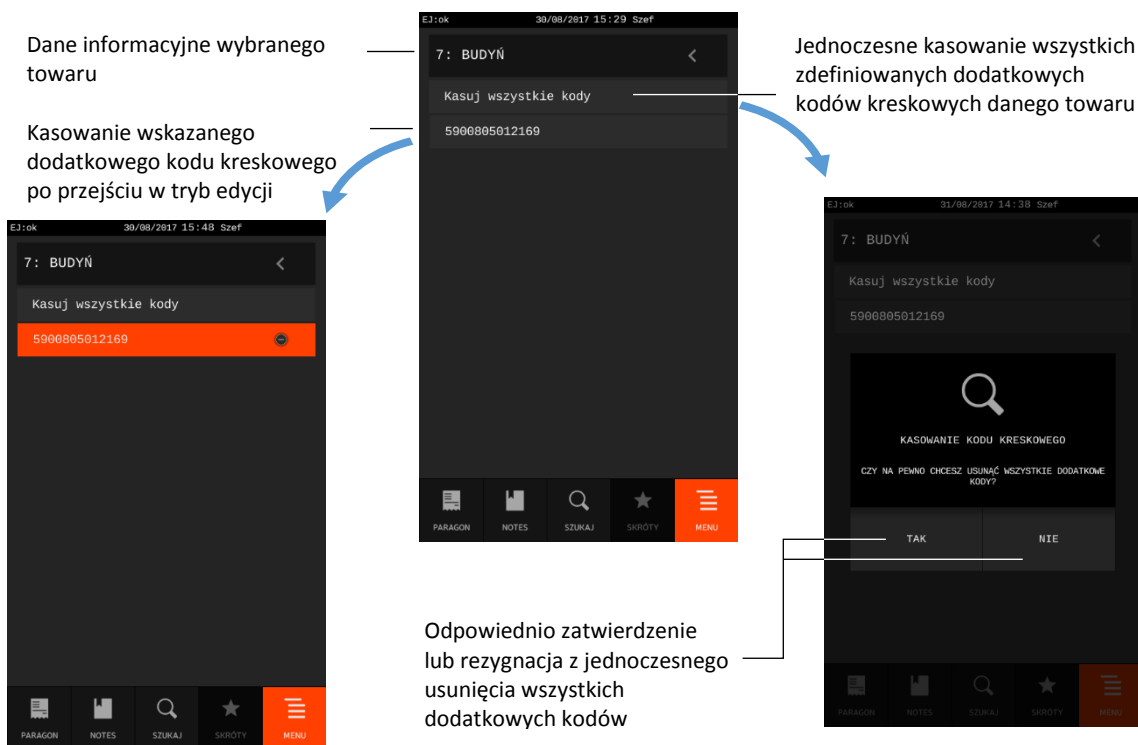 Dane informacyjne wybranego
towaru
Kasowanie wskazanego
dodatkowego kodu kreskowego
po przejściu w tryb edycji
EJ:ok 30/08/2017 15:29 Szef
7: BUDYŃ
Kasuj wszystkie kody
5900805012169
PARAGON NOTES SZUKAJ SKRÓTY MENU
Jednoczesne kasowanie wszystkich
zdefiniowanych dodatkowych
kodów kreskowych danego towaru
EJ:ok 30/08/2017 15:48 Szef
7: BUDYŃ
Kasuj wszystkie kody
5900805012169
PARAGON NOTES SZUKAJ SKRÓTY MENU
EJ:ok 31/08/2017 14:38 Szef
7: BUDYŃ
Kasuj wszystkie kody
5900805012169
KASOWANIE KODU KRESKOWEGO
CZY NA PEWNO CHCESZ USUNĄĆ WSZYSTKIE DODATKOWE
KODY?
TAK NIE
PARAGON NOTES SZUKAJ SKRÓTY MENU
Odpowiednio zatwierdzenie
lub rezygnacja z jednoczesnego
usunięcia wszystkich
dodatkowych kodów